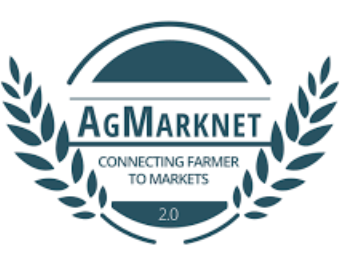 AGMARKNET
CONNECTING FARMER
TO MARKETS
2.0